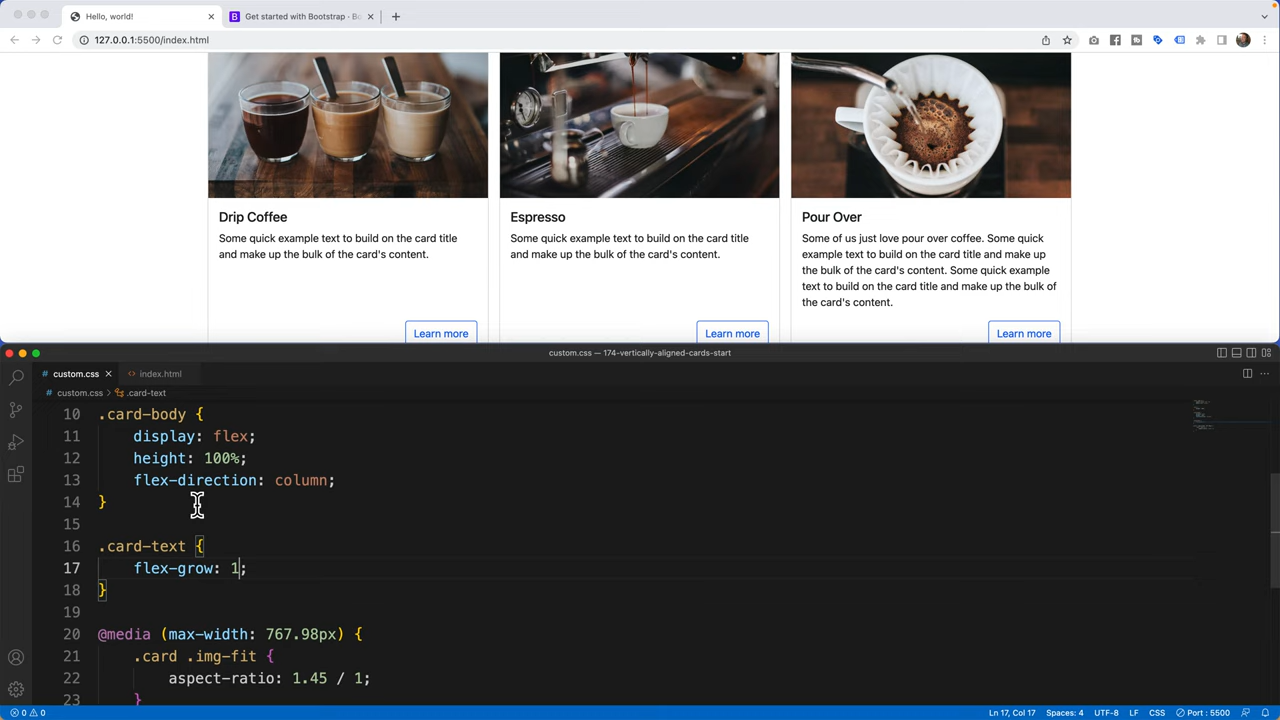 Hello, world!
Get started with Bootstrap · Bo
127.0.0.1:5500/index.html
Drip Coffee
Some quick example text to build on the card title
and make up the bulk of the card's content.
Learn more
Espresso
Some quick example text to build on the card title
and make up the bulk of the card's content.
Learn more
Pour Over
Some of us just love pour over coffee. Some quick
example text to build on the card title and make up
the bulk of the card's content. Some quick example
text to build on the card title and make up the bulk of
the card's content.
Learn more
custom.css — 174-vertically-aligned-cards-start
# custom.css
<> index.html
# custom.css > .card-text
10 .card-body {
11 display: flex;
12 height: 100%;
13 flex-direction: column;
14 }
15
16 .card-text {
17 flex-grow: 1;
18 }
19
20 @media (max-width: 767.98px) {
21 .card .img-fit {
22 aspect-ratio: 1.45 / 1;
23 }
0 0 Ln 17, Col 17 Spaces: 4 UTF-8 LF CSS Port : 5500